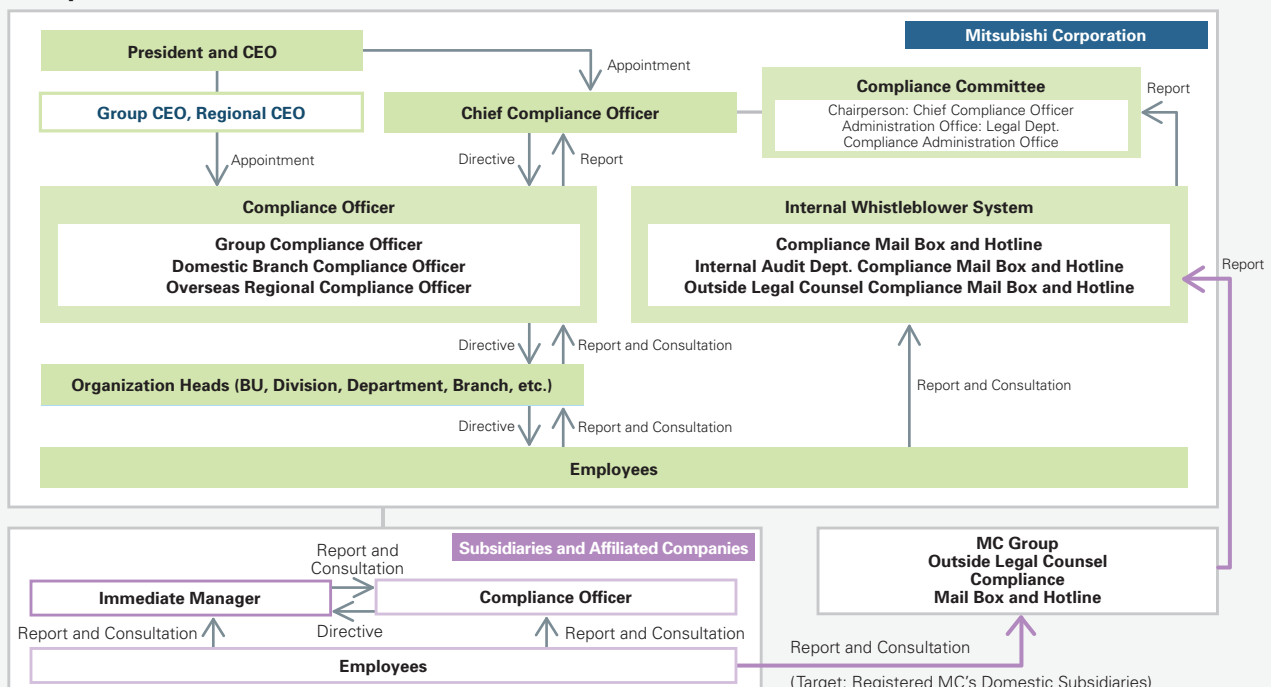 Mitsubishi Corporation
President and CEO
Appointment
Group CEO, Regional CEO
Chief Compliance Officer
Compliance Committee
Chairperson: Chief Compliance Officer
Administration Office: Legal Dept.
Compliance Administration Office
Report
Appointment
Directive
Report
Compliance Officer
Group Compliance Officer
Domestic Branch Compliance Officer
Overseas Regional Compliance Officer
Internal Whistleblower System
Compliance Mail Box and Hotline
Internal Audit Dept. Compliance Mail Box and Hotline
Outside Legal Counsel Compliance Mail Box and Hotline
Report
Directive
Report and Consultation
Organization Heads (BU, Division, Department, Branch, etc.)
Report and Consultation
Directive
Report and Consultation
Employees
Subsidiaries and Affiliated Companies
Report and
Consultation
Immediate Manager
Compliance Officer
Directive
Report and Consultation
Report and Consultation
Employees
MC Group
Outside Legal Counsel
Compliance
Mail Box and Hotline
Report and Consultation
(Target: Registered MC's Domestic Subsidiaries)